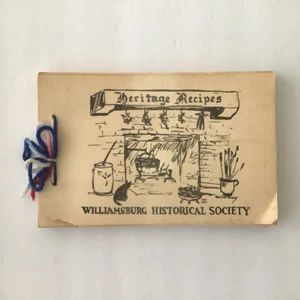 Heritage Recipes
WILLIAMSBURG HISTORICAL SOCIETY